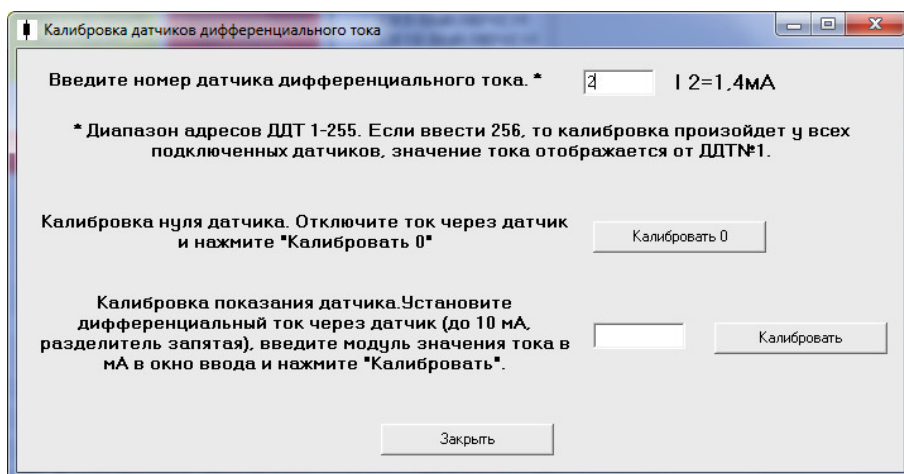 Калибровка датчиков дифференциального тока
Введите номер датчика дифференциального тока. * 2 I 2=1,4мА
* Диапазон адресов ДДТ 1-255. Если ввести 256, то калибровка произойдет у всех
подключенных датчиков, значение тока отображается от ДДТ№1.
Калибровка нуля датчика. Отключите ток через датчик
и нажмите "Калибровать 0"
Калибровать 0
Калибровка показания датчика.Установите
дифференциальный ток через датчик (до 10 мА,
разделитель запятая), введите модуль значения тока в
мА в окно ввода и нажмите "Калибровать".
Калибровать
Закрыть